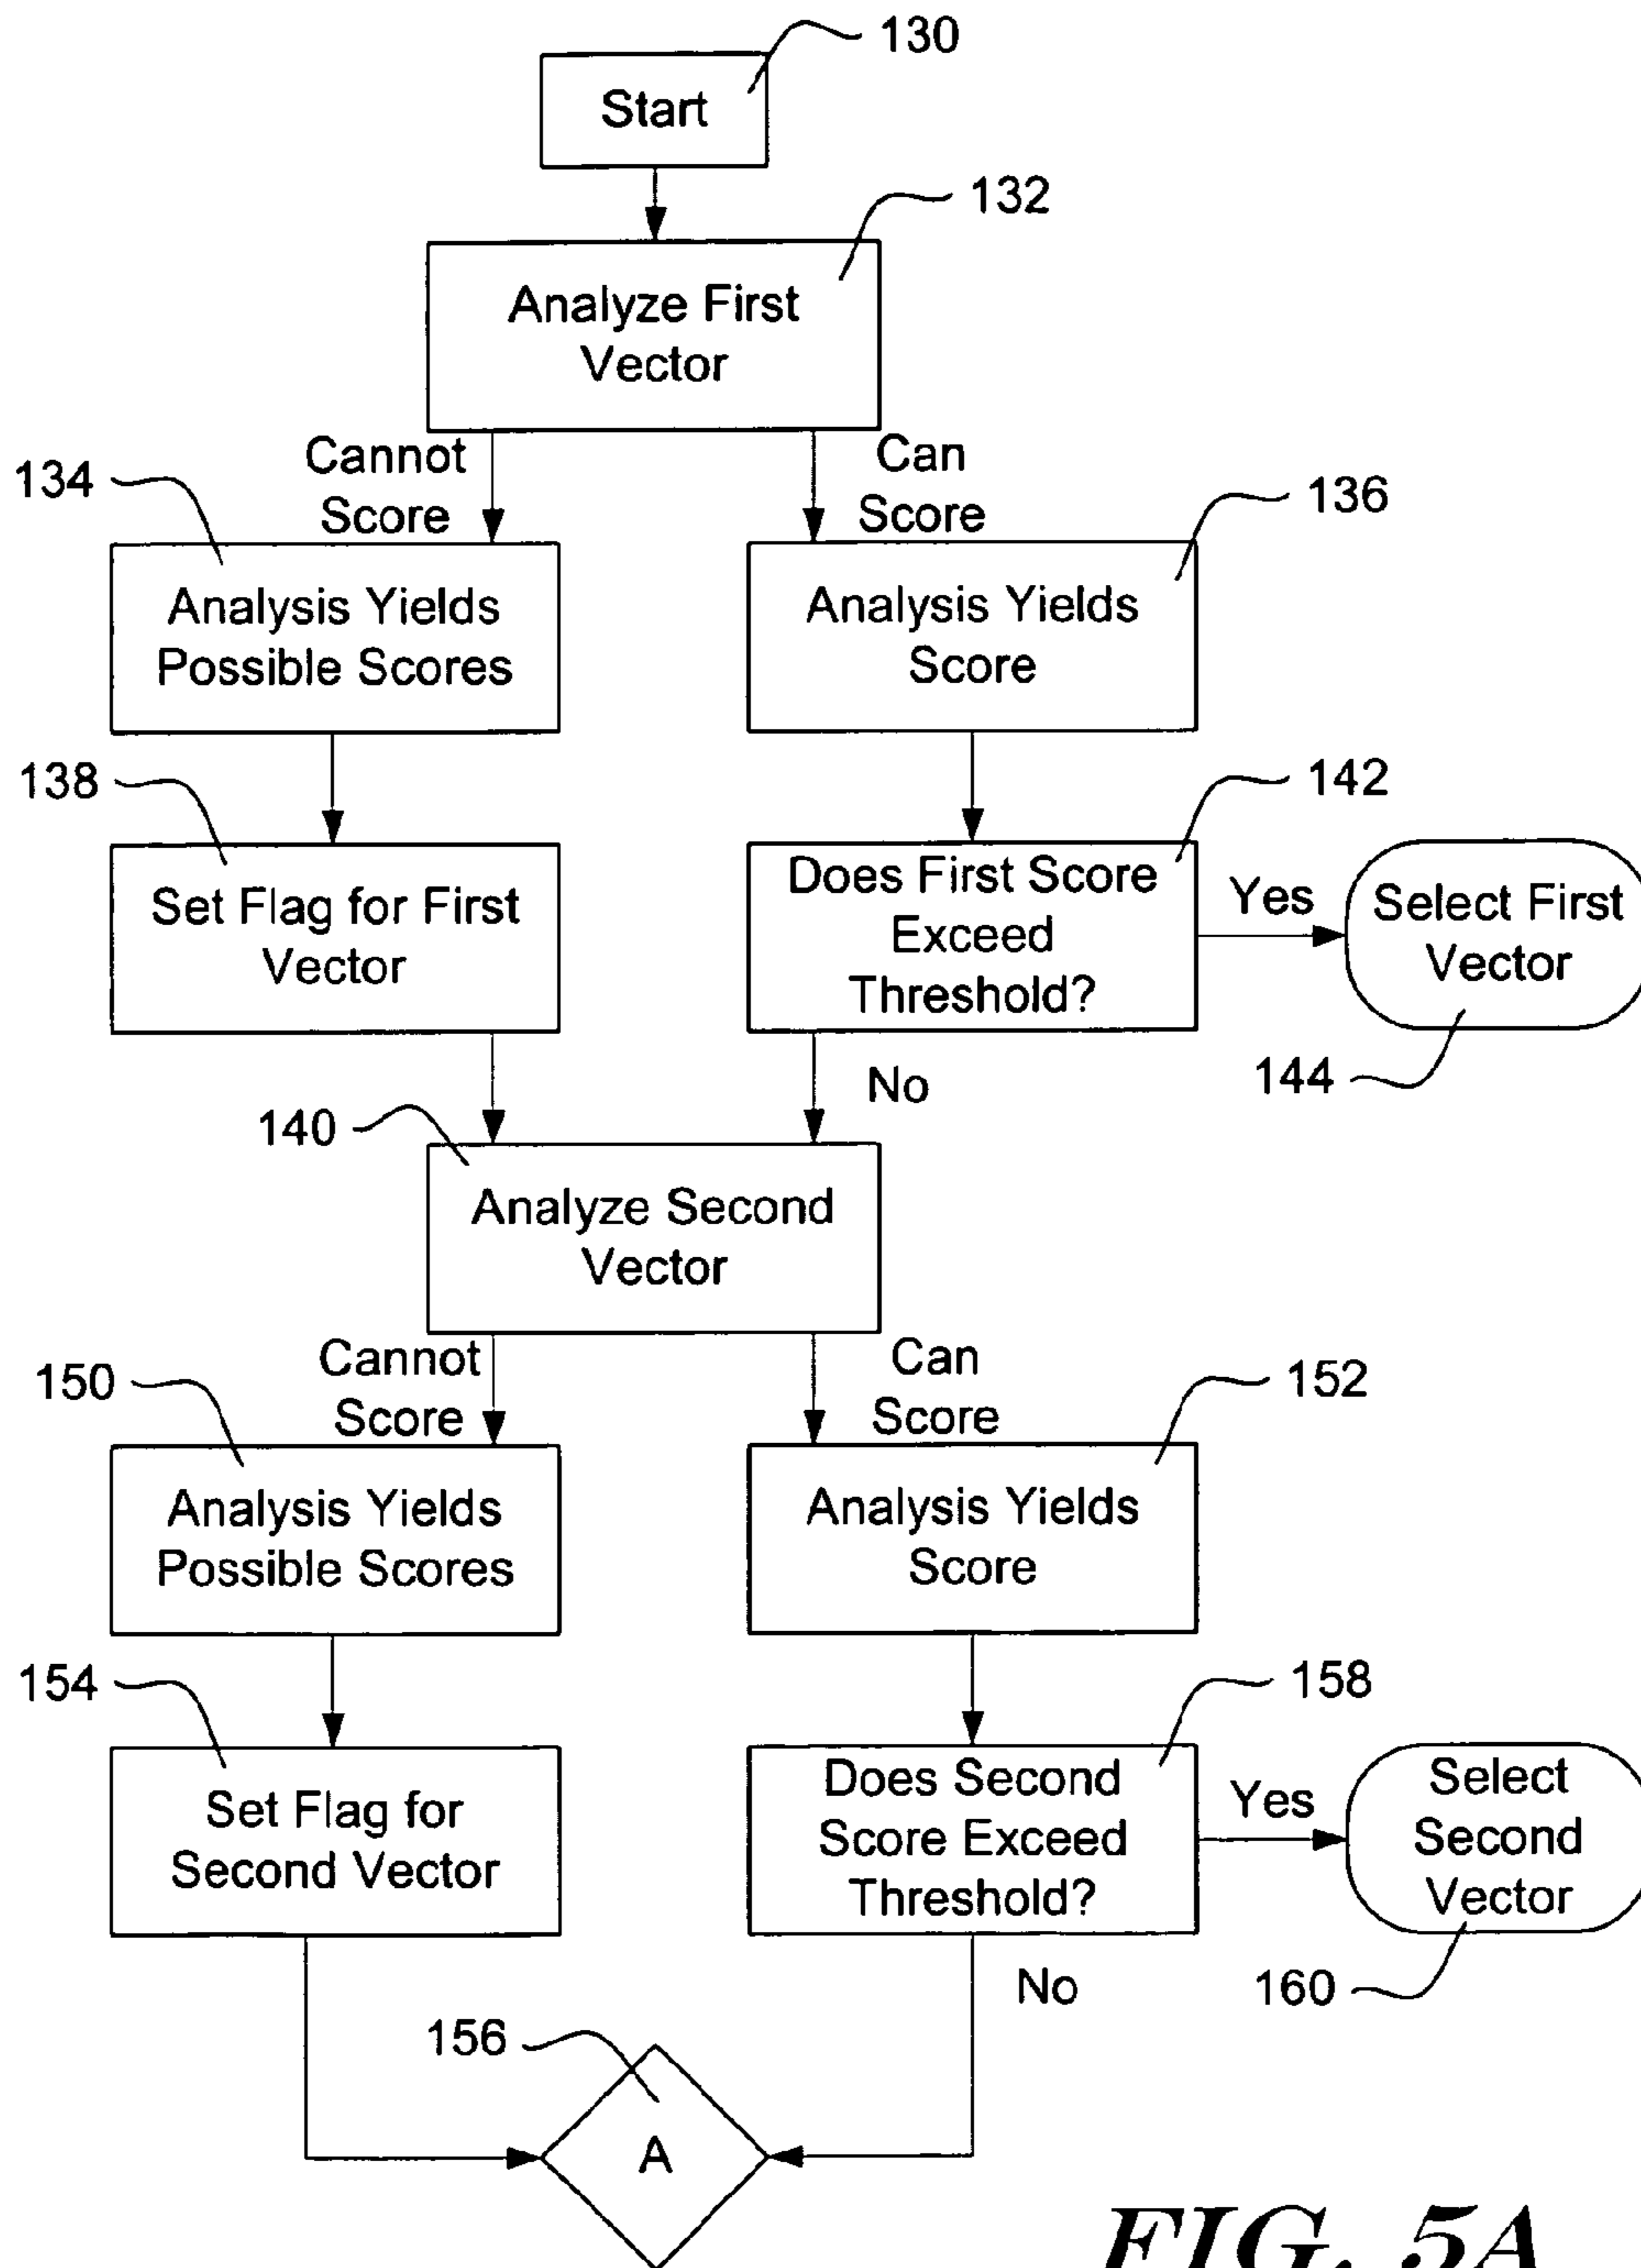 130
Start
132
Analyze First
Vector
Cannot
Score
Can
Score
134
136
Analysis Yields
Possible Scores
Analysis Yields
Score
138
142
Set Flag for First
Vector
Does First Score
Exceed
Threshold?
Yes
Select First
Vector
144
No
140
Analyze Second
Vector
Cannot
Score
Can
Score
150
152
Analysis Yields
Possible Scores
Analysis Yields
Score
154
158
Set Flag for
Second Vector
Does Second
Score Exceed
Threshold?
Yes
Select
Second
Vector
160
No
156
A
FIG. 5A